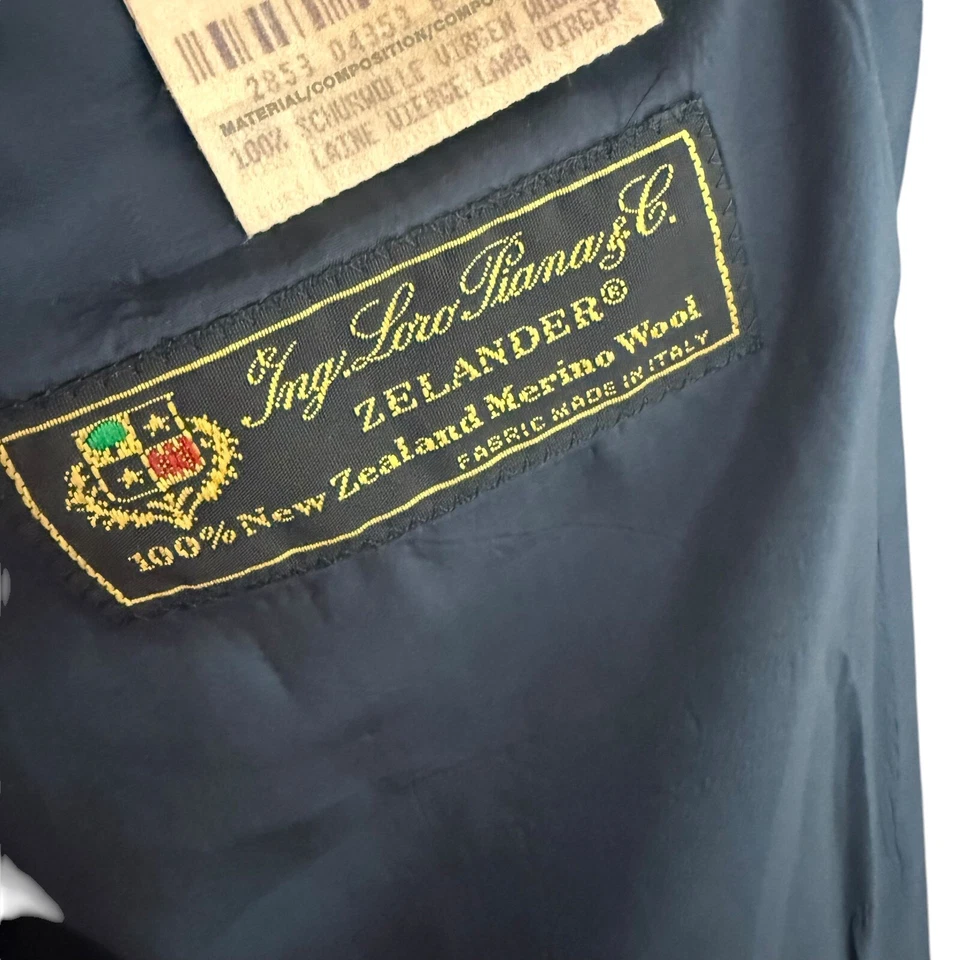 2853 04353
MATERIAL/COMPOSITION/COMPO
100% SCHURWOLLE VIRGEN
LAINE VIERGE LANA VIRGEN
Ing. Loro Piana & C.
ZELANDER®
100% New Zealand Merino Wool
FABRIC MADE IN ITALY